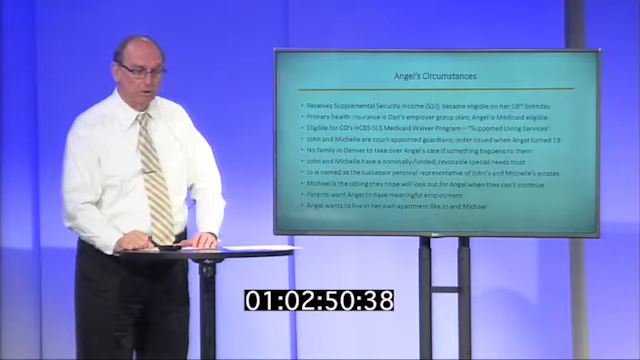 Angel's Circumstances
• Receives Supplemental Security Income (SSI); became eligible on her 18th birthday
• Primary health insurance is Dad's employer group plan; Angel is Medicaid eligible
• Eligible for CO's HCBS-SLS Medicaid Waiver Program – "Supported Living Services"
• John and Michelle are court-appointed guardians; order issued when Angel turned 18
• No family in Denver to take over Angel's care if something happens to them
• John and Michelle have a nominally-funded, revocable special needs trust
• Jo is named as the successor personal representative of John's and Michelle's estates
• Michael is the sibling they hope will look out for Angel when they can't continue
• Parents want Angel to have meaningful employment
• Angel wants to live in her own apartment like Jo and Michael
01:02:50:38